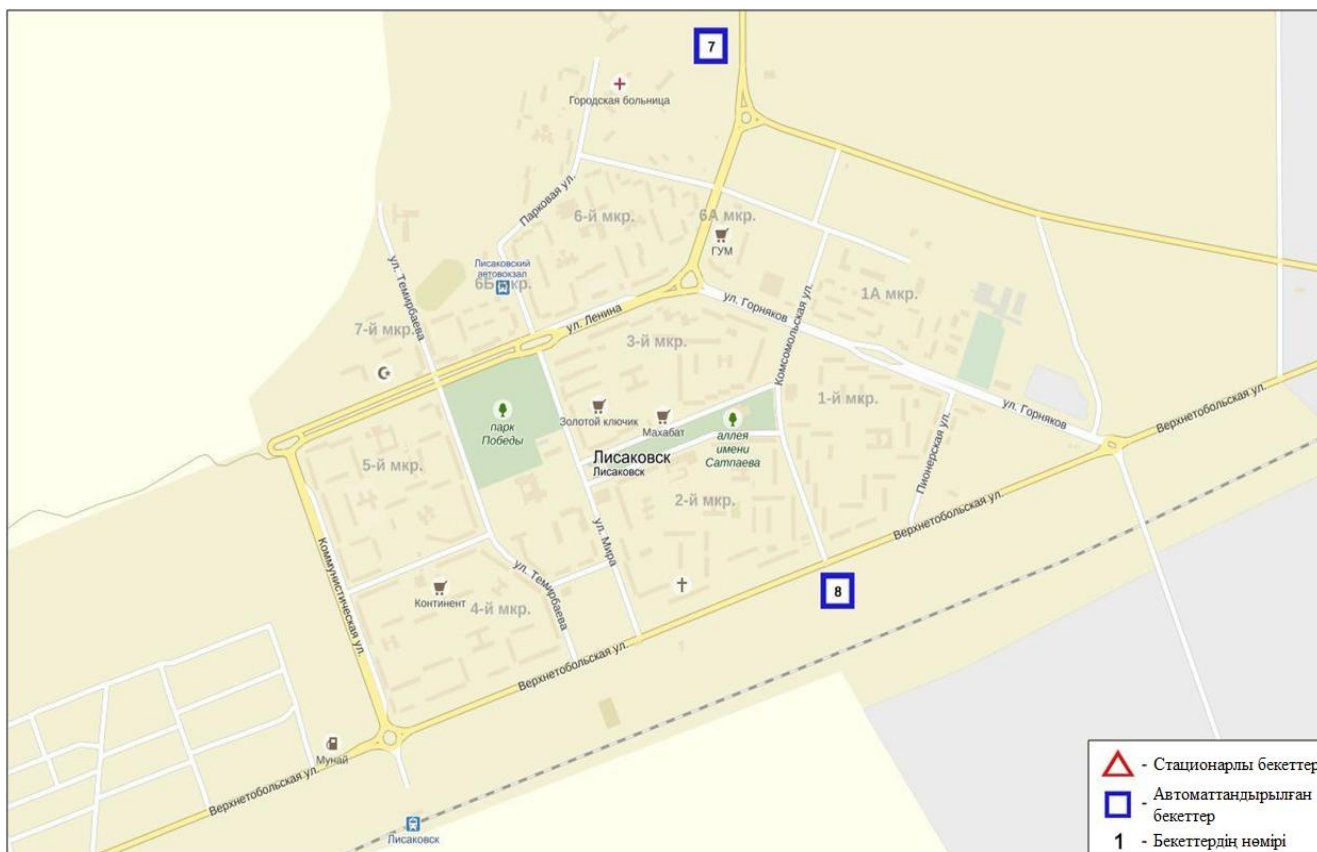 7
Городская больница
Парковая ул.
6-й мкр.
6А мкр.
ГУМ
ул. Темирбаева
Лисаковский
автовокзал
6Б мкр.
ул. Горняков
1А мкр.
Комсомольская ул.
7-й мкр.
ул. Ленина
3-й мкр.
1-й мкр.
Верхнетобольская ул.
парк
Победы
Золотой ключик
Махабат
аллея
имени
Сатпаева
ул. Горняков
Пионерская ул.
Лисаковск
Лисаковск
5-й мкр.
2-й мкр.
Верхнетобольская ул.
Коммунистическая ул.
ул. Мира
ул. Темирбаева
8
Континент
4-й мкр.
Верхнетобольская ул.
Мунай
Верхнетобольская ул.
Лисаковск
- Стационарлы бекеттер
- Автоматтандырылған
бекеттер
1 - Бекеттердің нөмірі